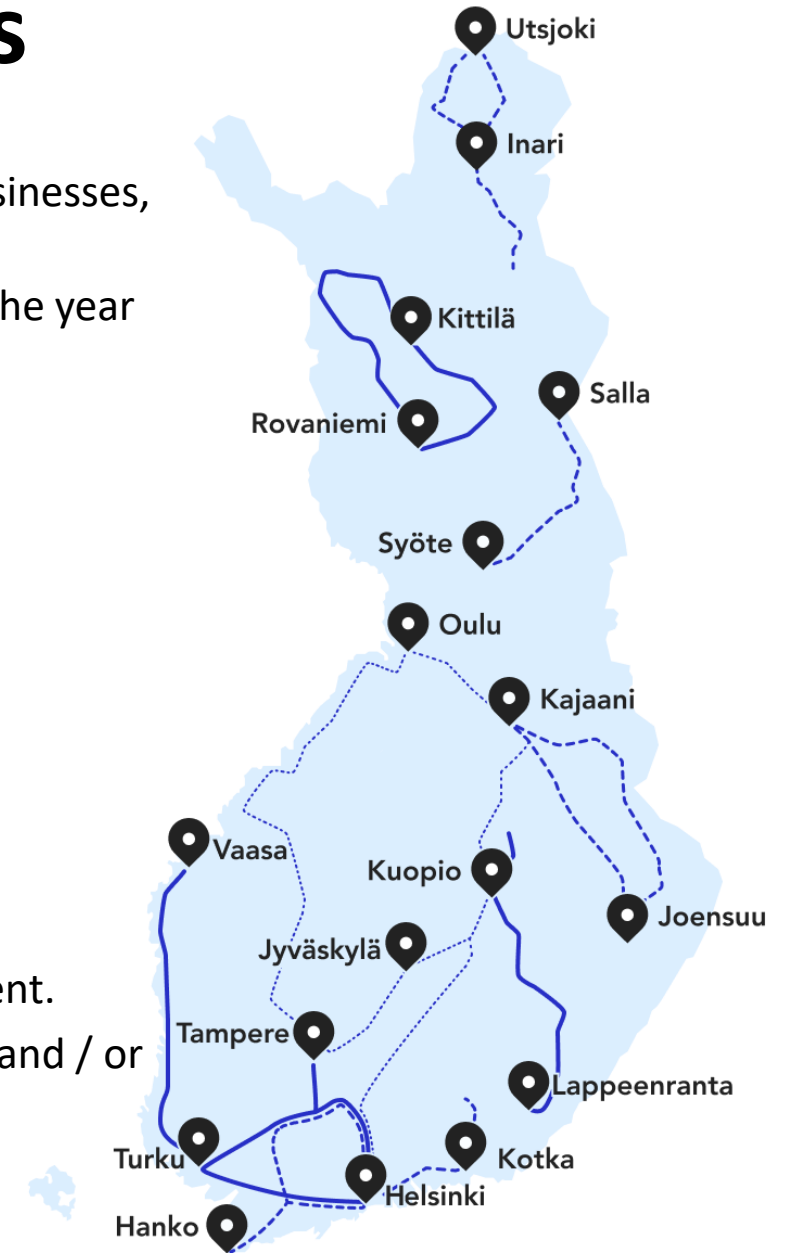 s
Utsjoki
Inari
sinesses,
he year
Kittilä
Salla
Rovaniemi
Syöte
Oulu
Kajaani
Vaasa
Kuopio
Joensuu
Jyväskylä
ent.
Tampere
and / or
Lappeenranta
Turku
Kotka
Helsinki
Hanko